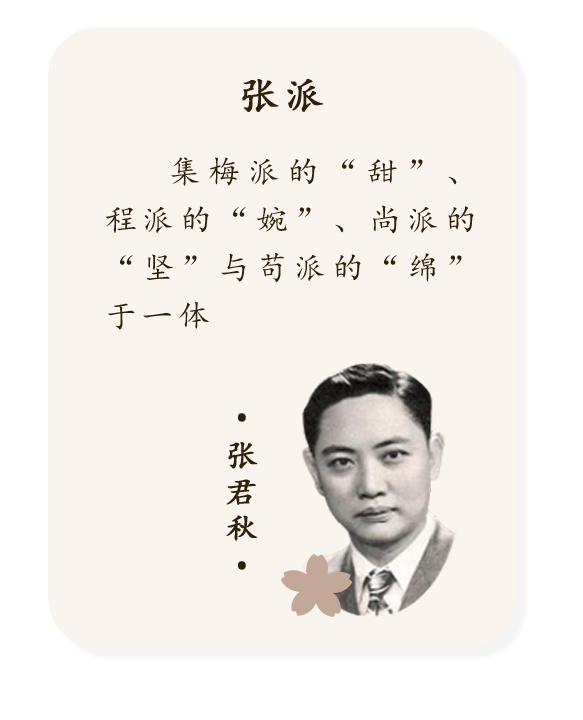 张派
集梅派的“甜”、
程派的“婉”、尚派的
“坚”与苟派的“绵”
于一体
·张君秋·